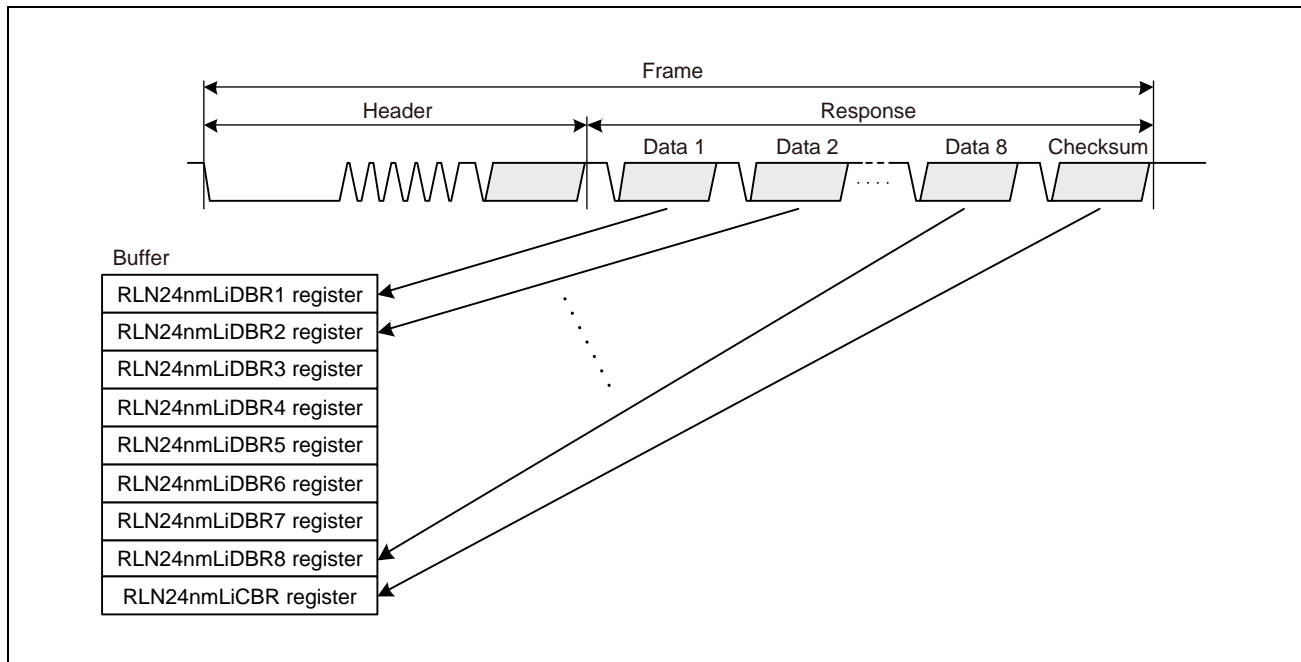 Frame
Header
Response
Data 1
Data 2
Data 8
Checksum
Buffer
RLN24nmLiDBR1 register
RLN24nmLiDBR2 register
RLN24nmLiDBR3 register
RLN24nmLiDBR4 register
RLN24nmLiDBR5 register
RLN24nmLiDBR6 register
RLN24nmLiDBR7 register
RLN24nmLiDBR8 register
RLN24nmLiCBR register